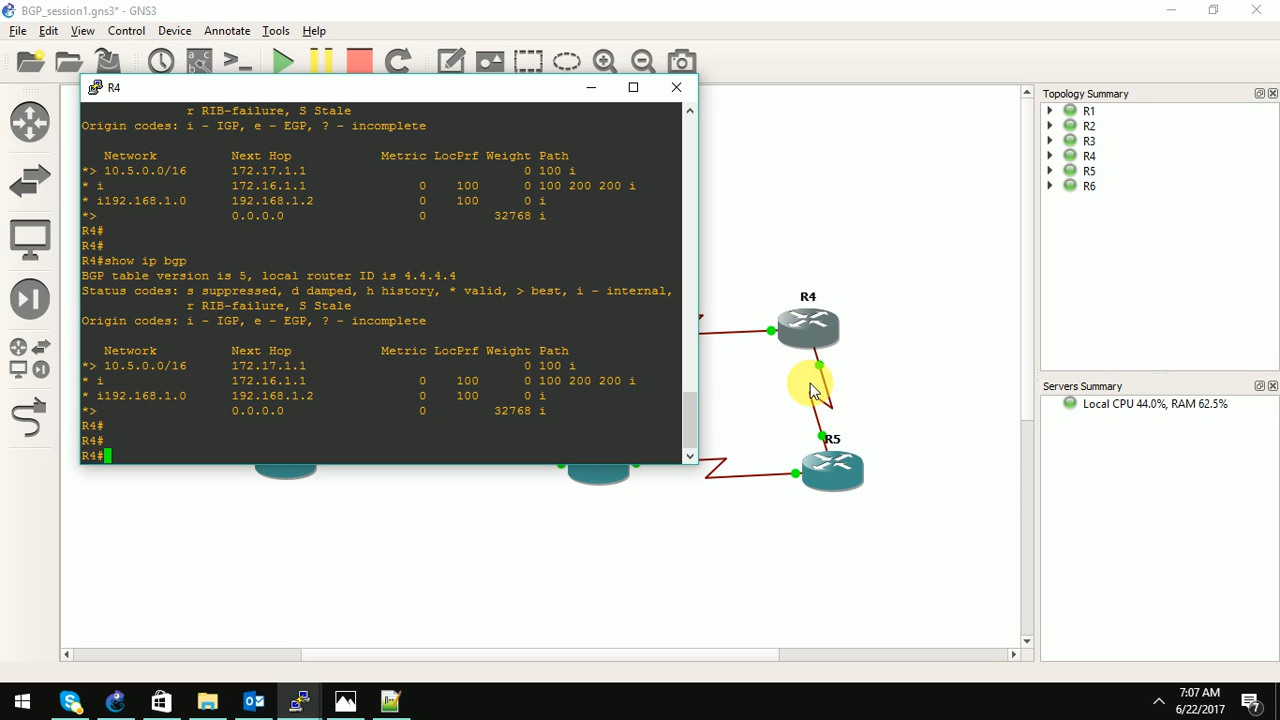 BGP_session1.gns3* - GNS3
File Edit View Control Device Annotate Tools Help
R4
r RIB-failure, S Stale
Origin codes: i - IGP, e - EGP, ? - incomplete
Network Next Hop Metric LocPrf Weight Path
*> 10.5.0.0/16 172.17.1.1 0 100 i
* i 172.16.1.1 0 100 0 100 200 200 i
* i192.168.1.0 192.168.1.2 0 100 0 i
*> 0.0.0.0 0 32768 i
R4#
R4#
R4#show ip bgp
BGP table version is 5, local router ID is 4.4.4.4
Status codes: s suppressed, d damped, h history, * valid, > best, i - internal,
r RIB-failure, S Stale
Origin codes: i - IGP, e - EGP, ? - incomplete
Network Next Hop Metric LocPrf Weight Path
*> 10.5.0.0/16 172.17.1.1 0 100 i
* i 172.16.1.1 0 100 0 100 200 200 i
* i192.168.1.0 192.168.1.2 0 100 0 i
*> 0.0.0.0 0 32768 i
R4#
R4#
R4#
R4
R5
Topology Summary
R1
R2
R3
R4
R5
R6
Servers Summary
Local CPU 44.0%, RAM 62.5%
7:07 AM
6/22/2017
7